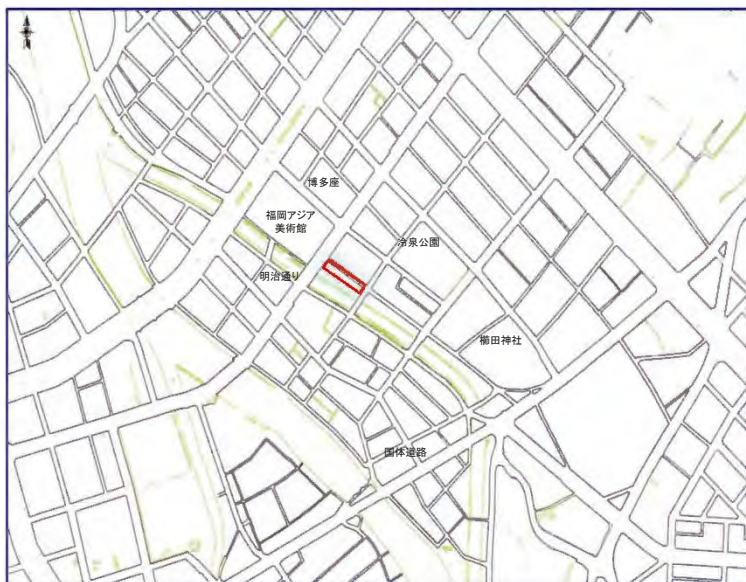 博多座
福岡アジア
美術館
冷泉公園
明治通り
櫛田神社
国体道路